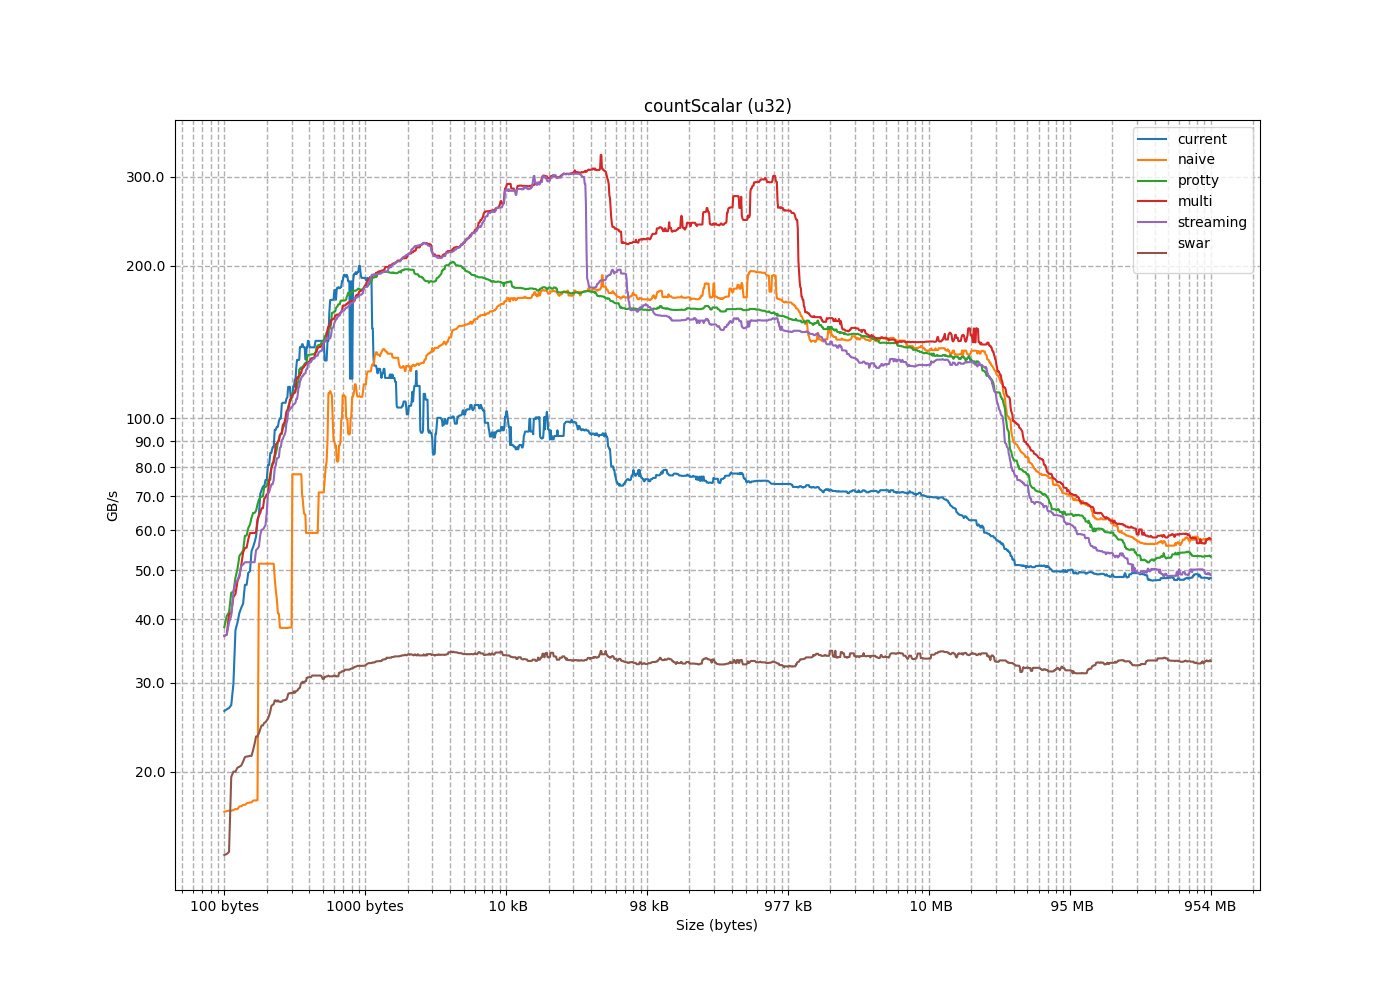 countScalar (u32)
current
naive
protty
multi
streaming
swar
300.0
200.0
100.0
90.0
80.0
70.0
60.0
50.0
40.0
30.0
20.0
GB/s
100 bytes
1000 bytes
10 kB
98 kB
977 kB
10 MB
95 MB
954 MB
Size (bytes)